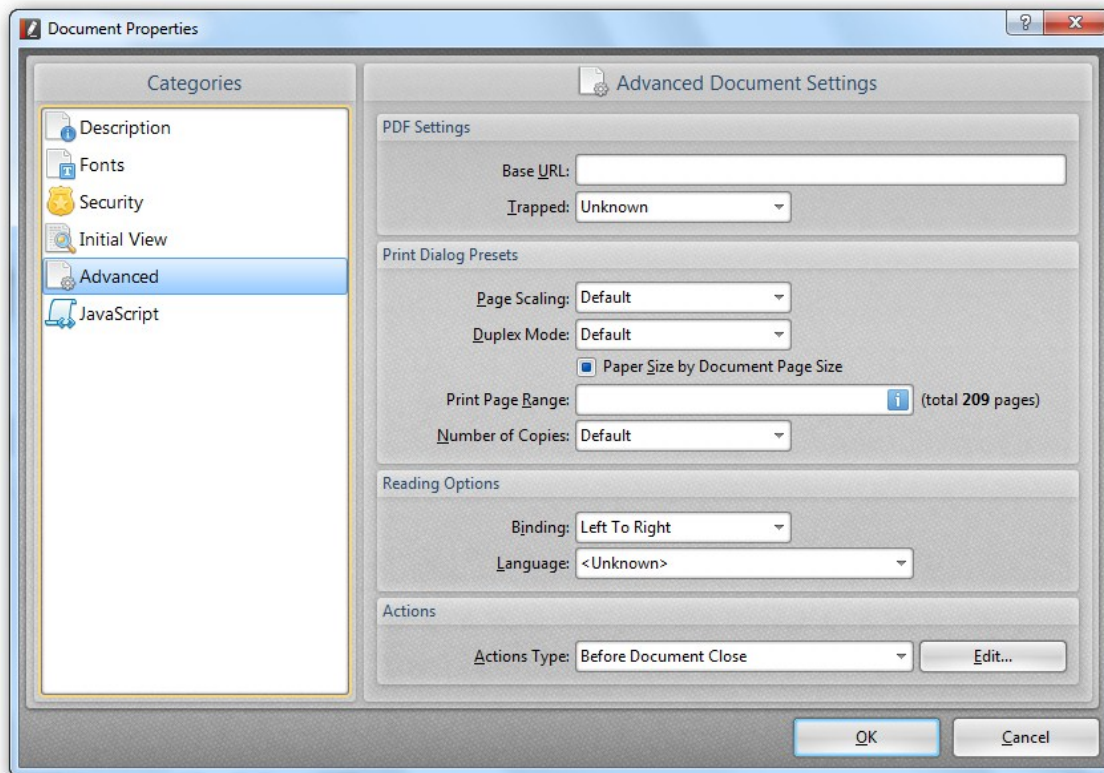 Document Properties
Categories
Description
Fonts
Security
Initial View
Advanced
JavaScript
Advanced Document Settings
PDF Settings
Base URL:
Trapped: Unknown
Print Dialog Presets
Page Scaling: Default
Duplex Mode: Default
Paper Size by Document Page Size
Print Page Range: (total 209 pages)
Number of Copies: Default
Reading Options
Binding: Left To Right
Language: <Unknown>
Actions
Actions Type: Before Document Close Edit...
OK Cancel